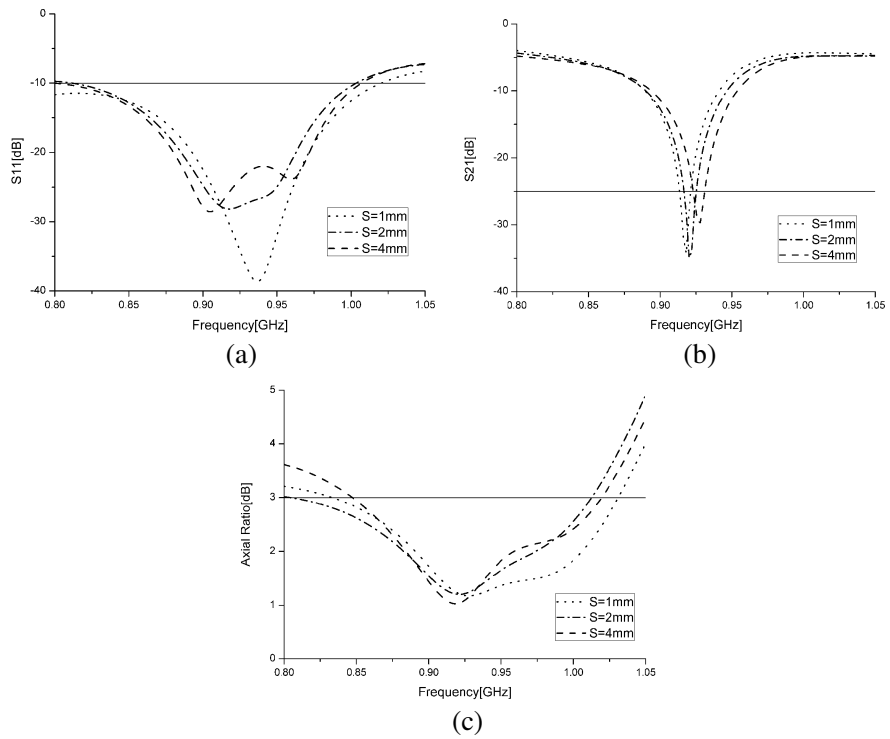 0
-10
-20
-30
-40
S11[dB]
S=1mm
S=2mm
S=4mm
0.80 0.85 0.90 0.95 1.00 1.05
Frequency[GHz]
(a)
0
-10
-20
-30
-40
S21[dB]
S=1mm
S=2mm
S=4mm
0.80 0.85 0.90 0.95 1.00 1.05
Frequency[GHz]
(b)
5
4
3
2
1
0
Axial Ratio[dB]
S=1mm
S=2mm
S=4mm
0.80 0.85 0.90 0.95 1.00 1.05
Frequency[GHz]
(c)